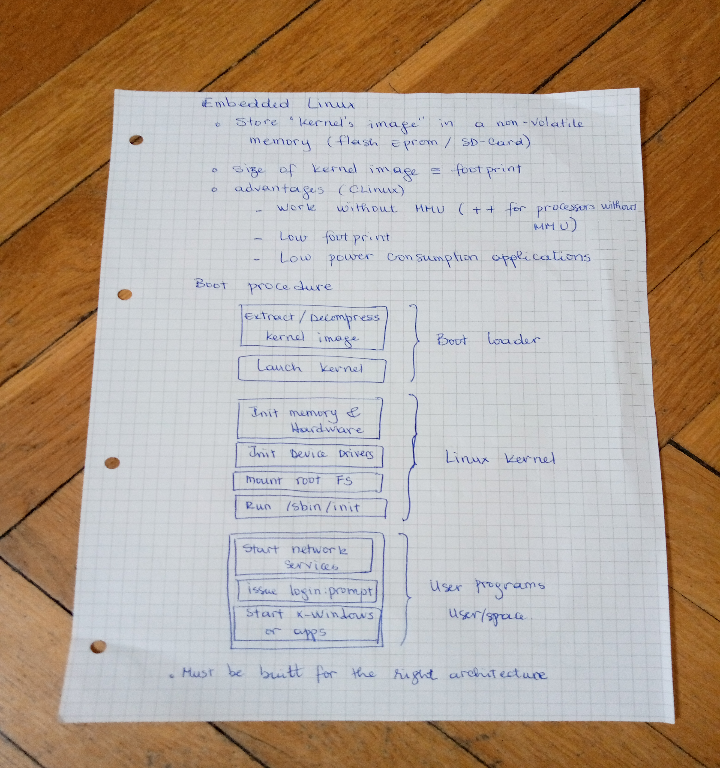 Embedded Linux
• Store "kernel's image" in a non-volatile
memory (flash Eprom / SD-Card)
• size of kernel image ≡ footprint
• advantages (CLinux)
- Work without MMU (++ for processors without
MMU)
- Low footprint
- Low power consumption applications
Boot procedure
Extract/Decompress
kernel image
Lauch kernel
Boot loader
Init memory &
Hardware
Init Device Drivers
mount root FS
Run /sbin/init
Linux kernel
Start network
services
issue login:prompt
Start X-Windows
or apps
User programs
User/space
• Must be built for the right architecture